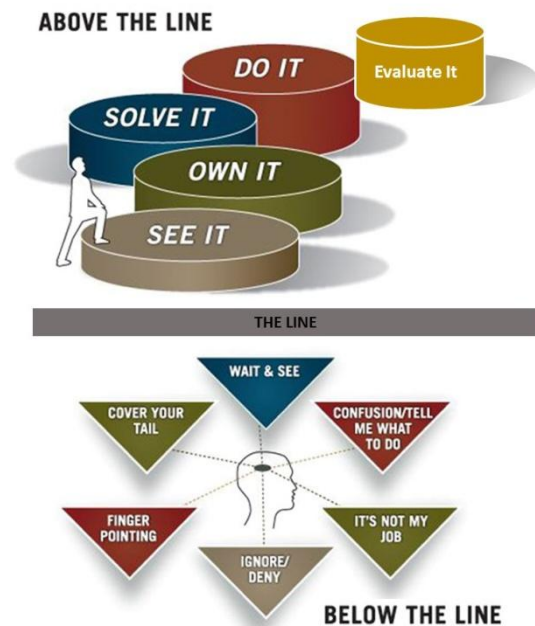 ABOVE THE LINE
DO IT
Evaluate It
SOLVE IT
OWN IT
SEE IT
THE LINE
WAIT & SEE
COVER YOUR
TAIL
CONFUSION/TELL
ME WHAT
TO DO
FINGER
POINTING
IT'S NOT MY
JOB
IGNORE/
DENY
BELOW THE LINE